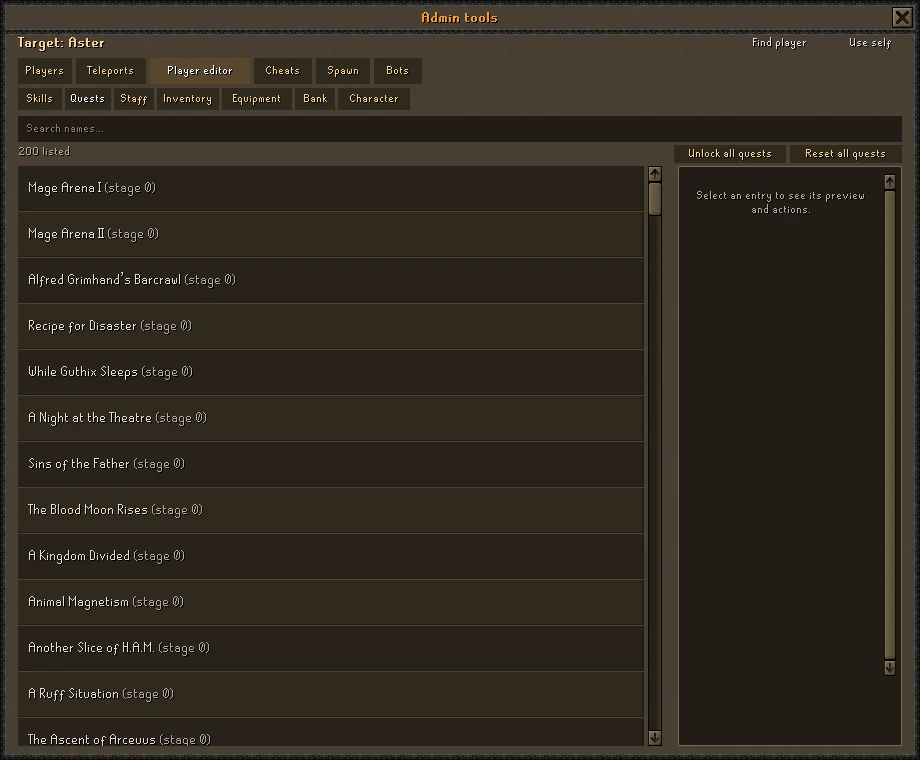 Admin tools
Target: Aster
Find player
Use self
Players Teleports Player editor Cheats Spawn Bots
Skills Quests Staff Inventory Equipment Bank Character
Search names...
200 listed
Unlock all quests Reset all quests
Mage Arena I (stage 0)
Mage Arena II (stage 0)
Alfred Grimhand's Barcrawl (stage 0)
Recipe for Disaster (stage 0)
While Guthix Sleeps (stage 0)
A Night at the Theatre (stage 0)
Sins of the Father (stage 0)
The Blood Moon Rises (stage 0)
A Kingdom Divided (stage 0)
Animal Magnetism (stage 0)
Another Slice of H.A.M. (stage 0)
A Ruff Situation (stage 0)
The Ascent of Arceuus (stage 0)
Select an entry to see its preview
and actions.